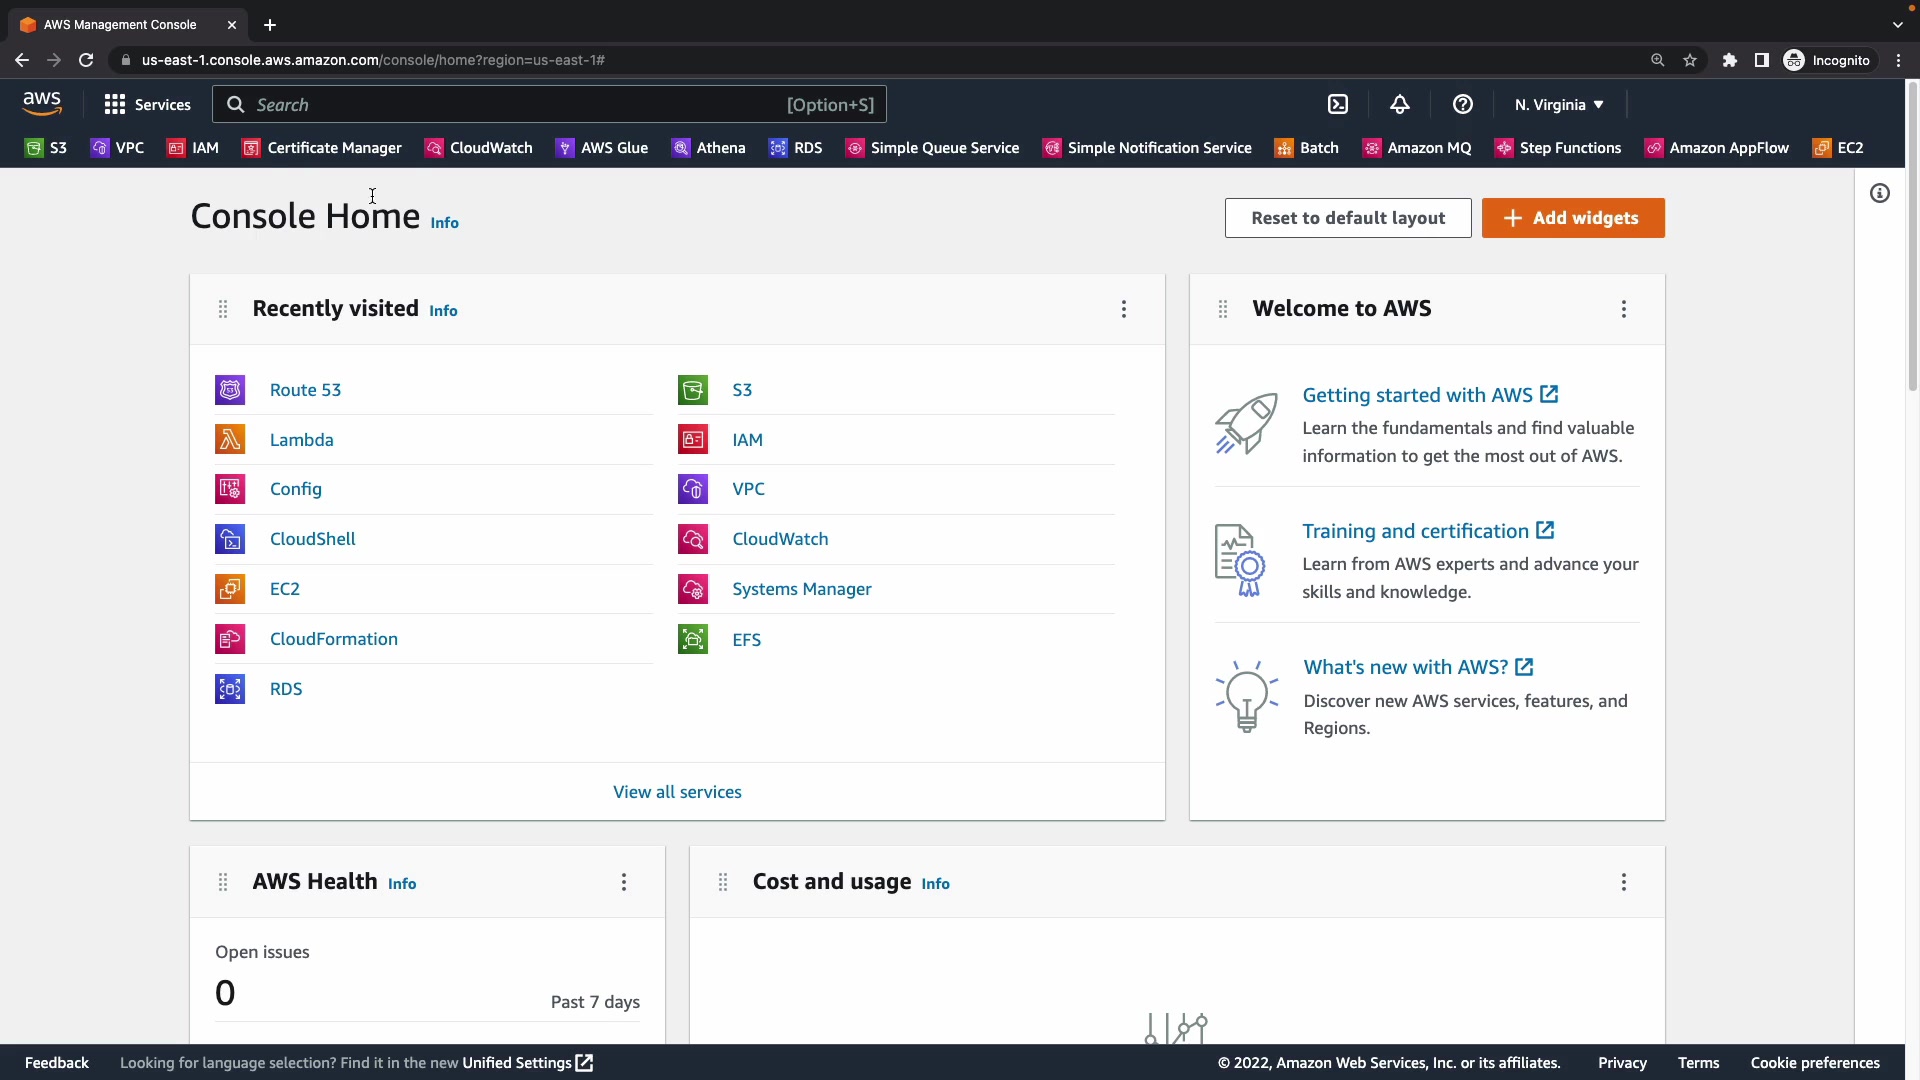 AWS Management Console
us-east-1.console.aws.amazon.com/console/home?region=us-east-1#
Incognito
aws
Services
Search
[Option+S]
N. Virginia
S3
VPC
IAM
Certificate Manager
CloudWatch
AWS Glue
Athena
RDS
Simple Queue Service
Simple Notification Service
Batch
Amazon MQ
Step Functions
Amazon AppFlow
EC2
Console Home Info
Reset to default layout
Add widgets
Recently visited Info
Route 53
Lambda
Config
CloudShell
EC2
CloudFormation
RDS
S3
IAM
VPC
CloudWatch
Systems Manager
EFS
View all services
Welcome to AWS
Getting started with AWS
Learn the fundamentals and find valuable
information to get the most out of AWS.
Training and certification
Learn from AWS experts and advance your
skills and knowledge.
What's new with AWS?
Discover new AWS services, features, and
Regions.
AWS Health Info
Open issues
0
Past 7 days
Cost and usage Info
Feedback
Looking for language selection? Find it in the new Unified Settings
© 2022, Amazon Web Services, Inc. or its affiliates.
Privacy
Terms
Cookie preferences